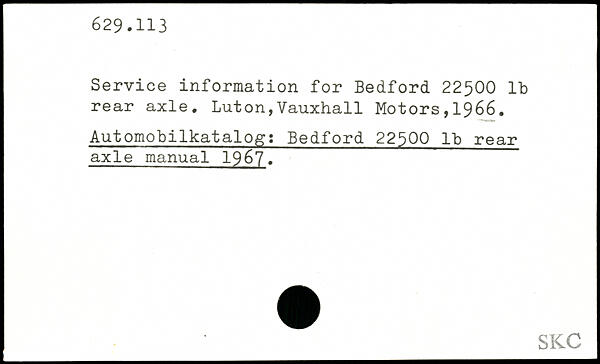 629.113
Service information for Bedford 22500 lb
rear axle. Luton,Vauxhall Motors,1966.
Automobilkatalog: Bedford 22500 lb rear
axle manual 1967.
SKC